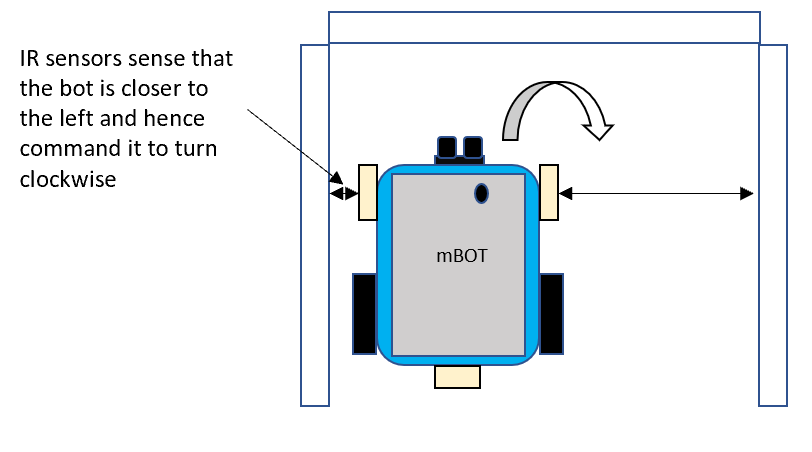 IR sensors sense that
the bot is closer to
the left and hence
command it to turn
clockwise
mBOT